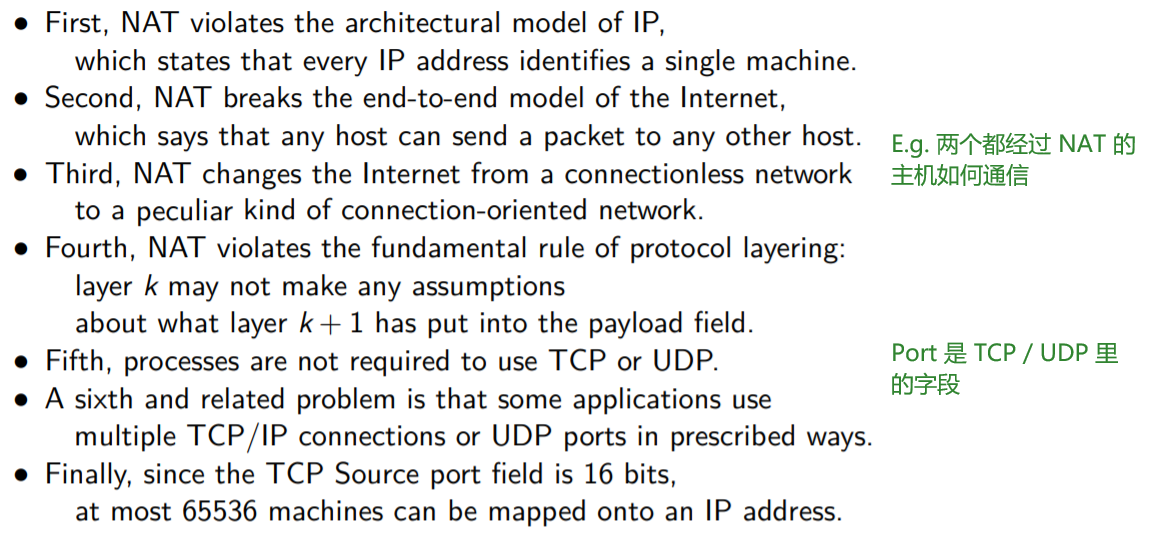 • First, NAT violates the architectural model of IP,
which states that every IP address identifies a single machine.
• Second, NAT breaks the end-to-end model of the Internet,
which says that any host can send a packet to any other host.
E.g. 两个都经过 NAT 的
主机如何通信
• Third, NAT changes the Internet from a connectionless network
to a peculiar kind of connection-oriented network.
• Fourth, NAT violates the fundamental rule of protocol layering:
layer k may not make any assumptions
about what layer k + 1 has put into the payload field.
• Fifth, processes are not required to use TCP or UDP.
Port 是 TCP / UDP 里
的字段
• A sixth and related problem is that some applications use
multiple TCP/IP connections or UDP ports in prescribed ways.
• Finally, since the TCP Source port field is 16 bits,
at most 65536 machines can be mapped onto an IP address.